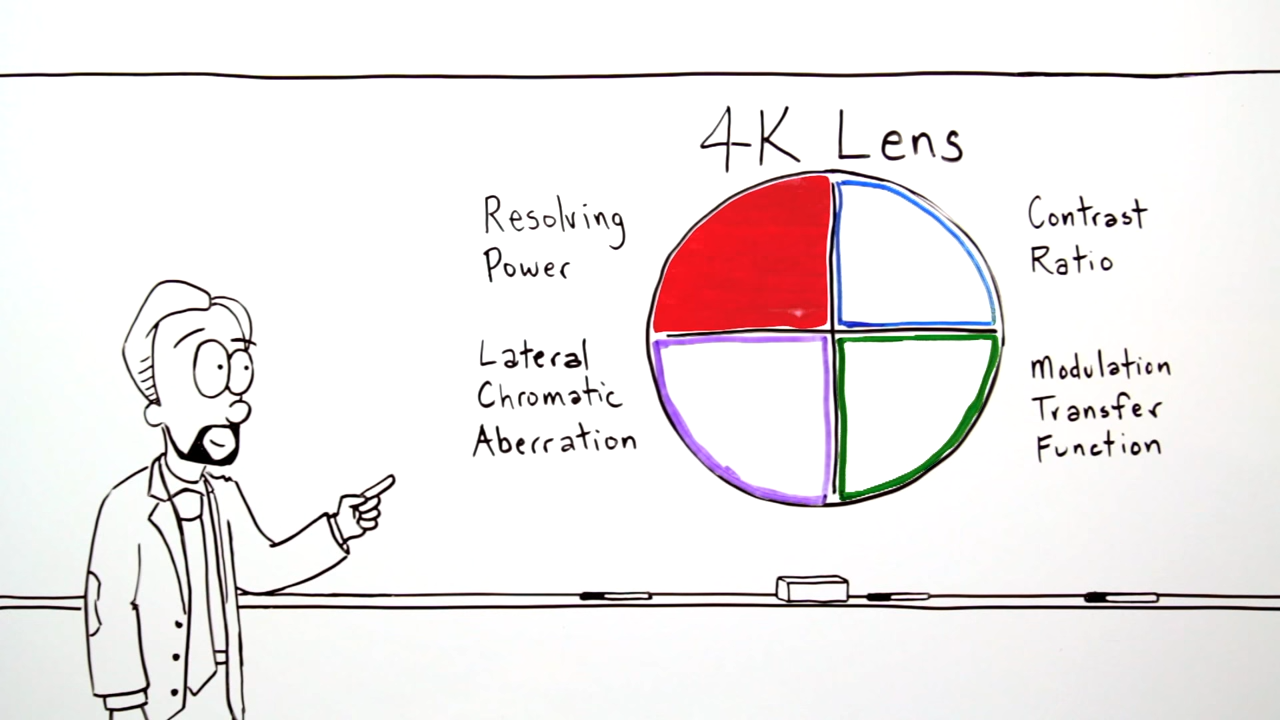 4K Lens
Resolving
Power
Contrast
Ratio
Lateral
Chromatic
Aberration
Modulation
Transfer
Function